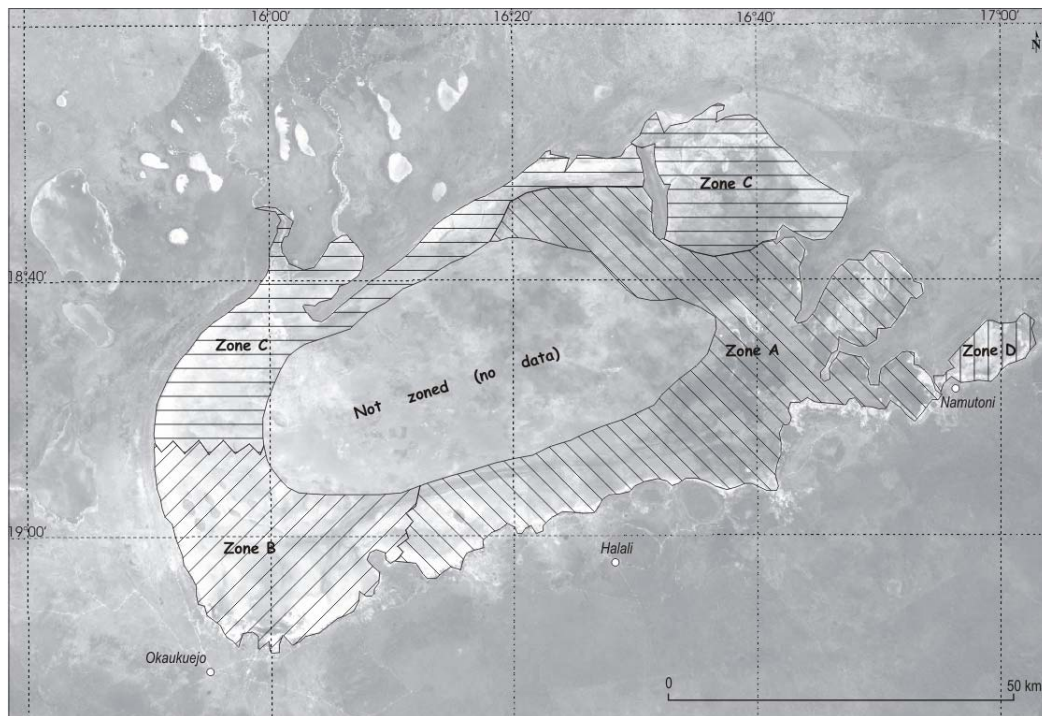 16°00′ 16°20′ 16°40′ 17°00′
N
Zone C
18°40′
Zone C
Zone A
Zone D
Not zoned (no data)
Namutoni
19°00′
Zone B
Halali
Okaukuejo
0 50 km